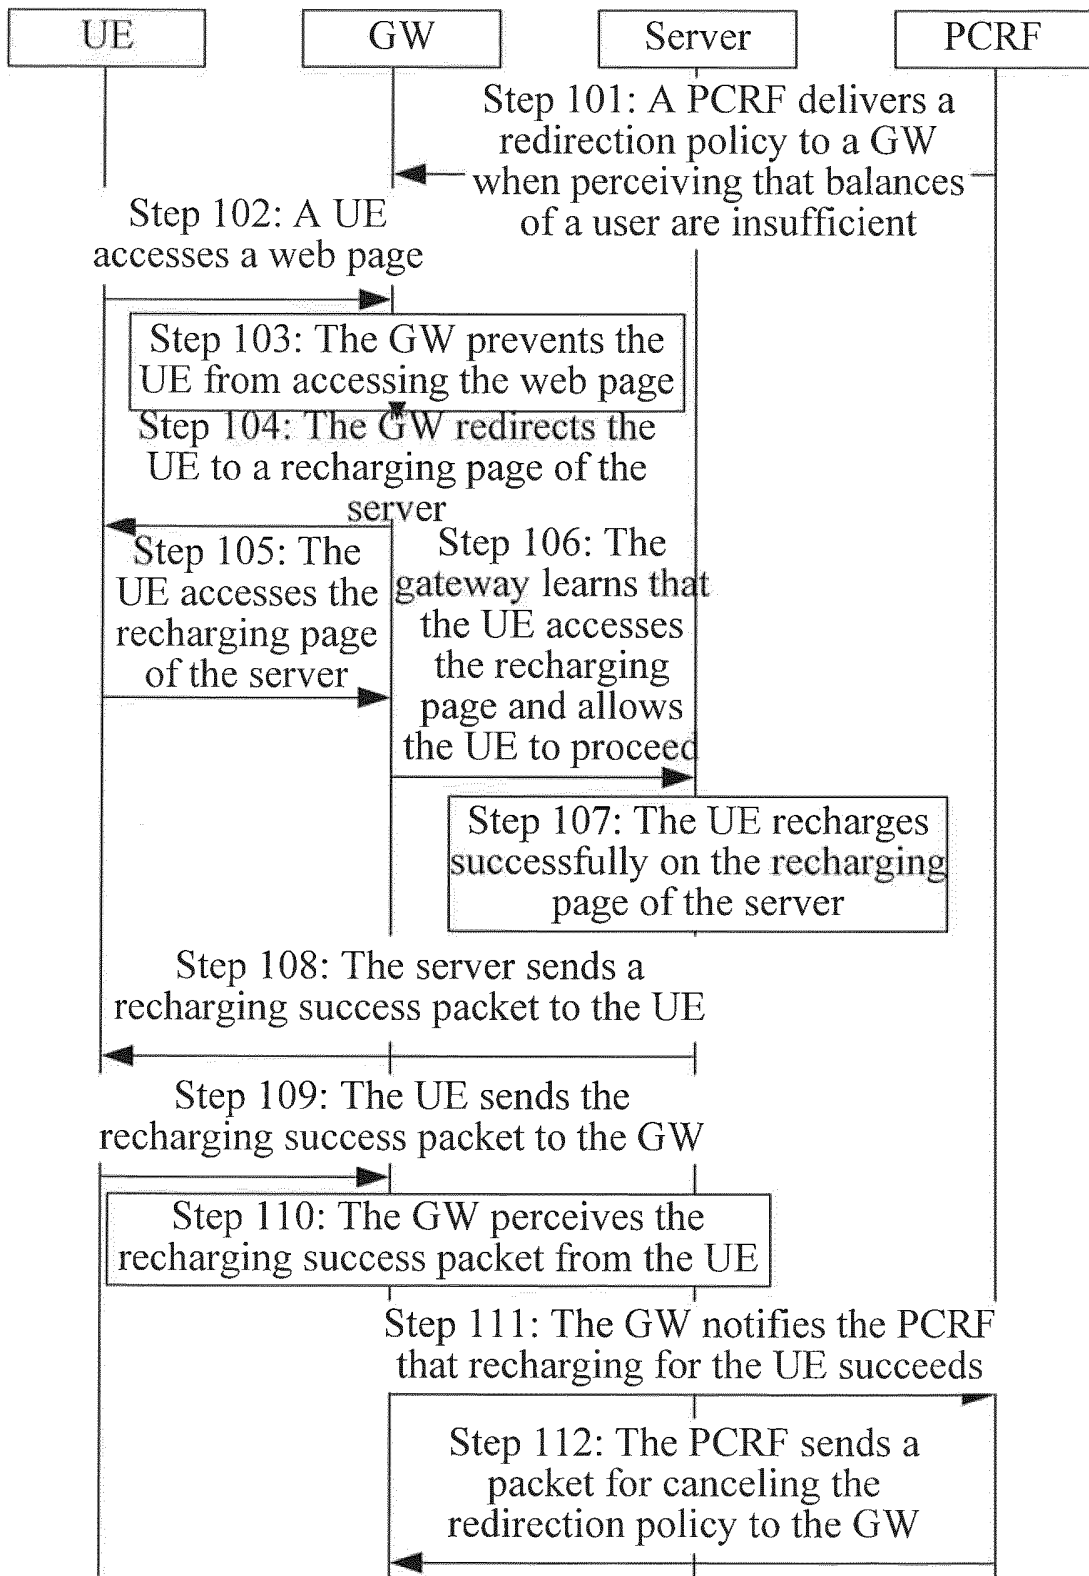 UE
GW
Server
PCRF
Step 101: A PCRF delivers a
redirection policy to a GW
when perceiving that balances
of a user are insufficient
Step 102: A UE
accesses a web page
Step 103: The GW prevents the
UE from accessing the web page
Step 104: The GW redirects the
UE to a recharging page of the
server
Step 105: The
UE accesses the
recharging page
of the server
Step 106: The
gateway learns that
the UE accesses
the recharging
page and allows
the UE to proceed
Step 107: The UE recharges
successfully on the recharging
page of the server
Step 108: The server sends a
recharging success packet to the UE
Step 109: The UE sends the
recharging success packet to the GW
Step 110: The GW perceives the
recharging success packet from the UE
Step 111: The GW notifies the PCRF
that recharging for the UE succeeds
Step 112: The PCRF sends a
packet for canceling the
redirection policy to the GW